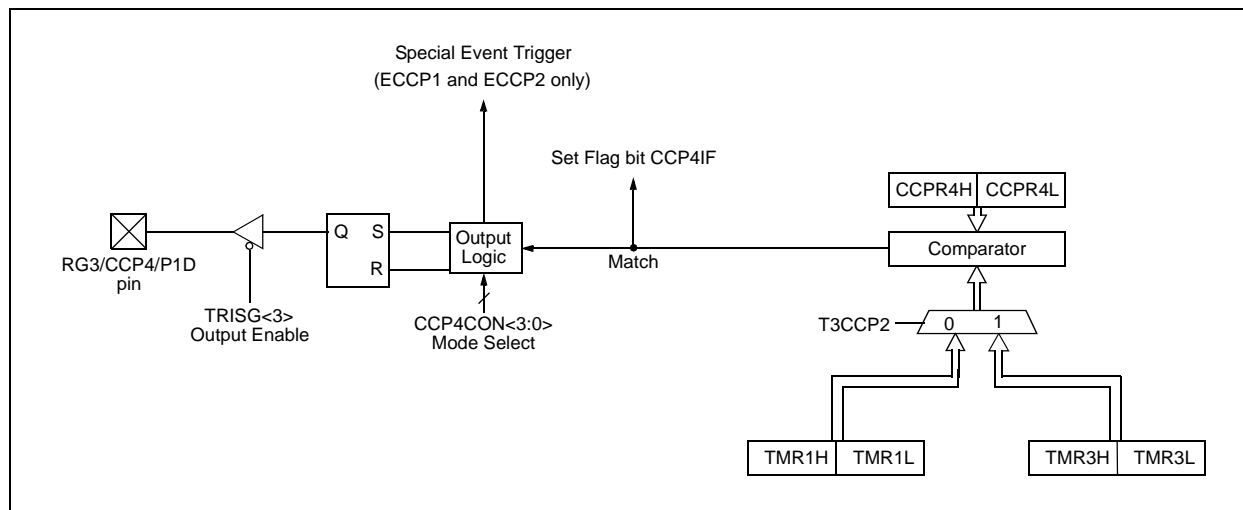 Special Event Trigger
(ECCP1 and ECCP2 only)
Set Flag bit CCP4IF
CCPR4H CCPR4L
Q S
R
Output
Logic
Match
Comparator
RG3/CCP4/P1D
pin
TRISG<3>
Output Enable
CCP4CON<3:0>
Mode Select
T3CCP2
0 1
TMR1H TMR1L
TMR3H TMR3L